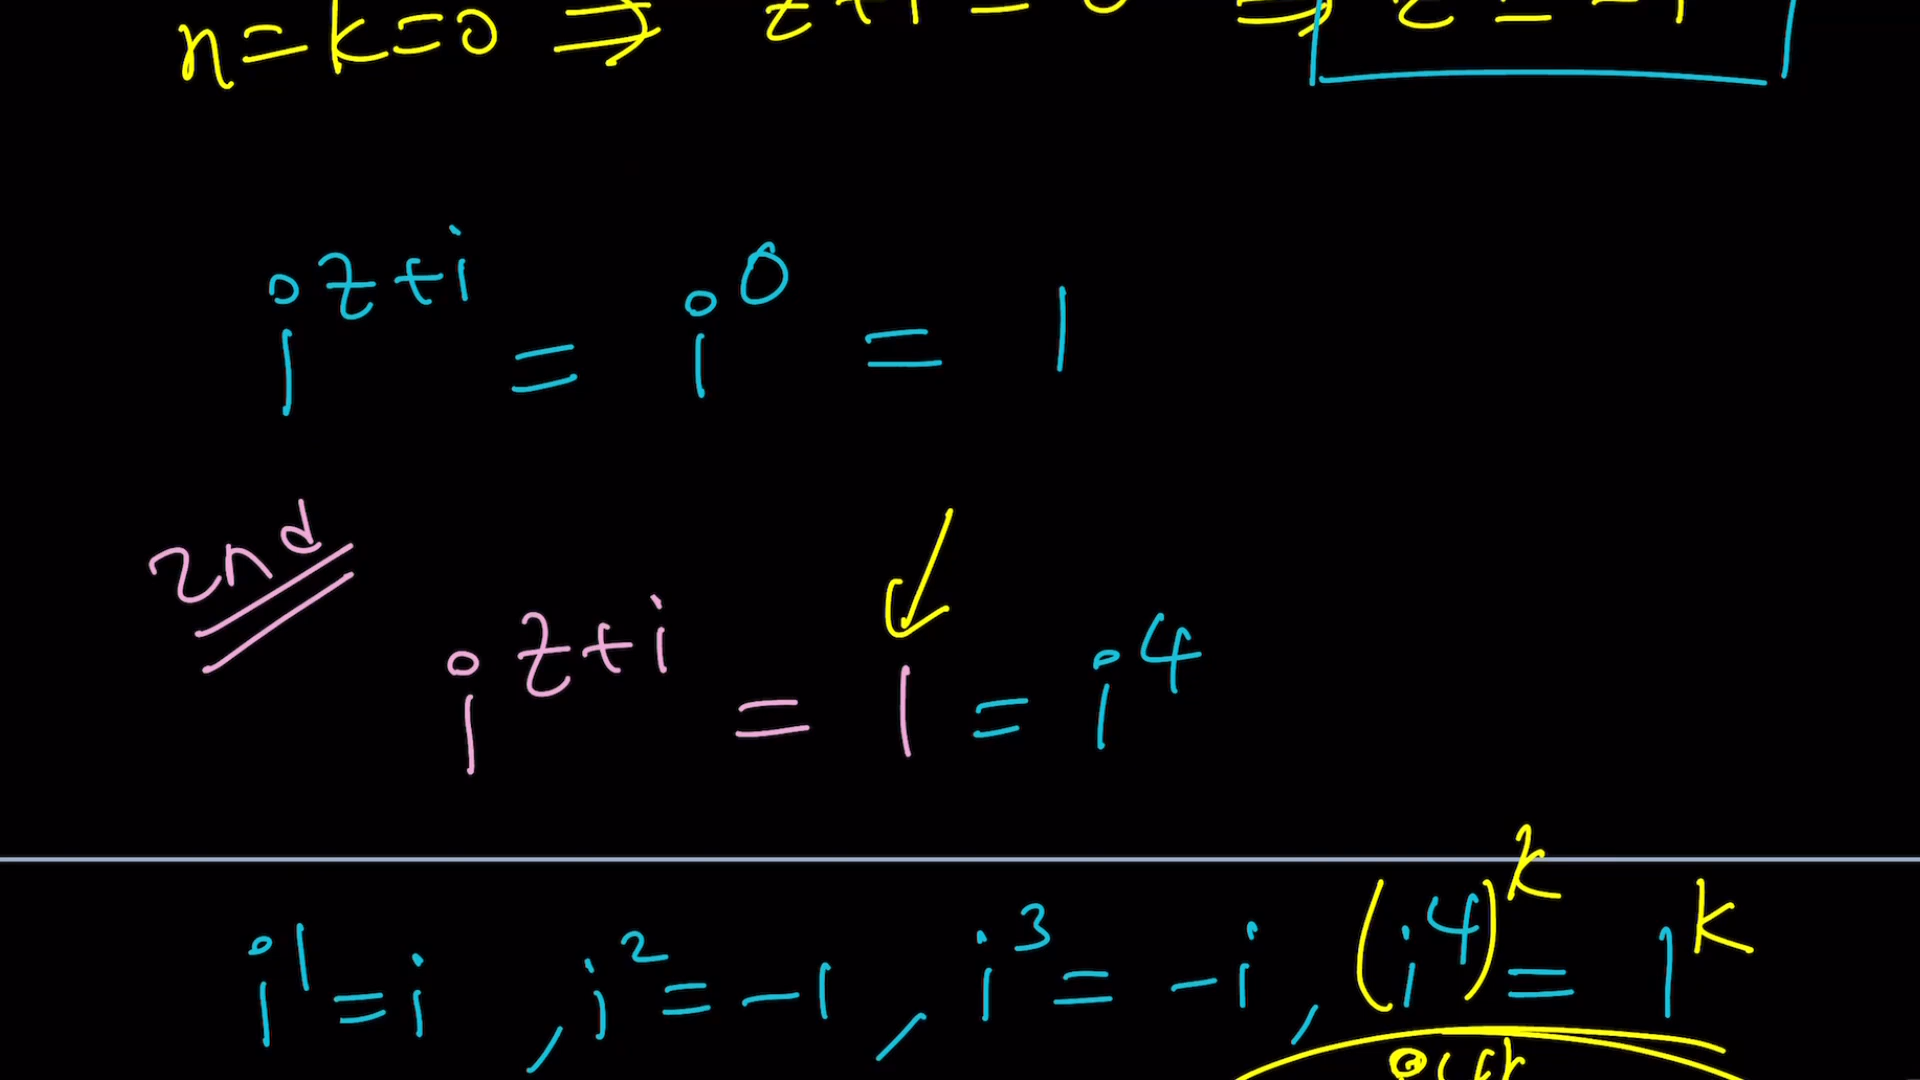 n=k=0 ⇒ z+i=0 ⇒ z=-i
i^{z+i} = i^0 = 1
2nd
i^{z+i} = 1 = i^4
i^1=i, i^2=-1, i^3=-i, (i^4)^k=1^k